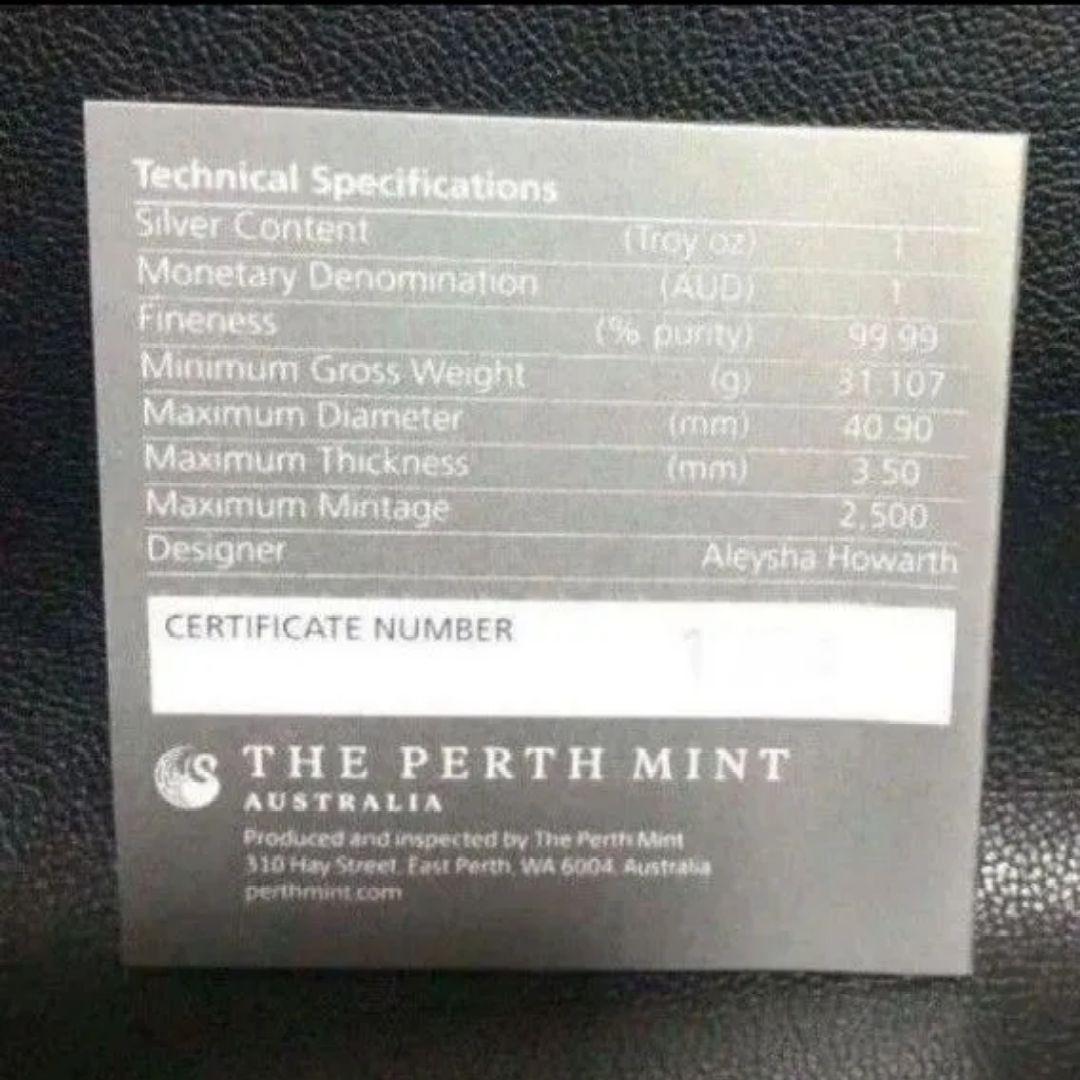 Technical Specifications
Silver Content (Troy oz) 1
Monetary Denomination (AUD) 1
Fineness (% purity) 99.99
Minimum Gross Weight (g) 31.107
Maximum Diameter (mm) 40.90
Maximum Thickness (mm) 3.50
Maximum Mintage 2,500
Designer Aleysha Howarth
CERTIFICATE NUMBER
THE PERTH MINT
AUSTRALIA
Produced and inspected by The Perth Mint
310 Hay Street, East Perth, WA 6004, Australia
perthmint.com